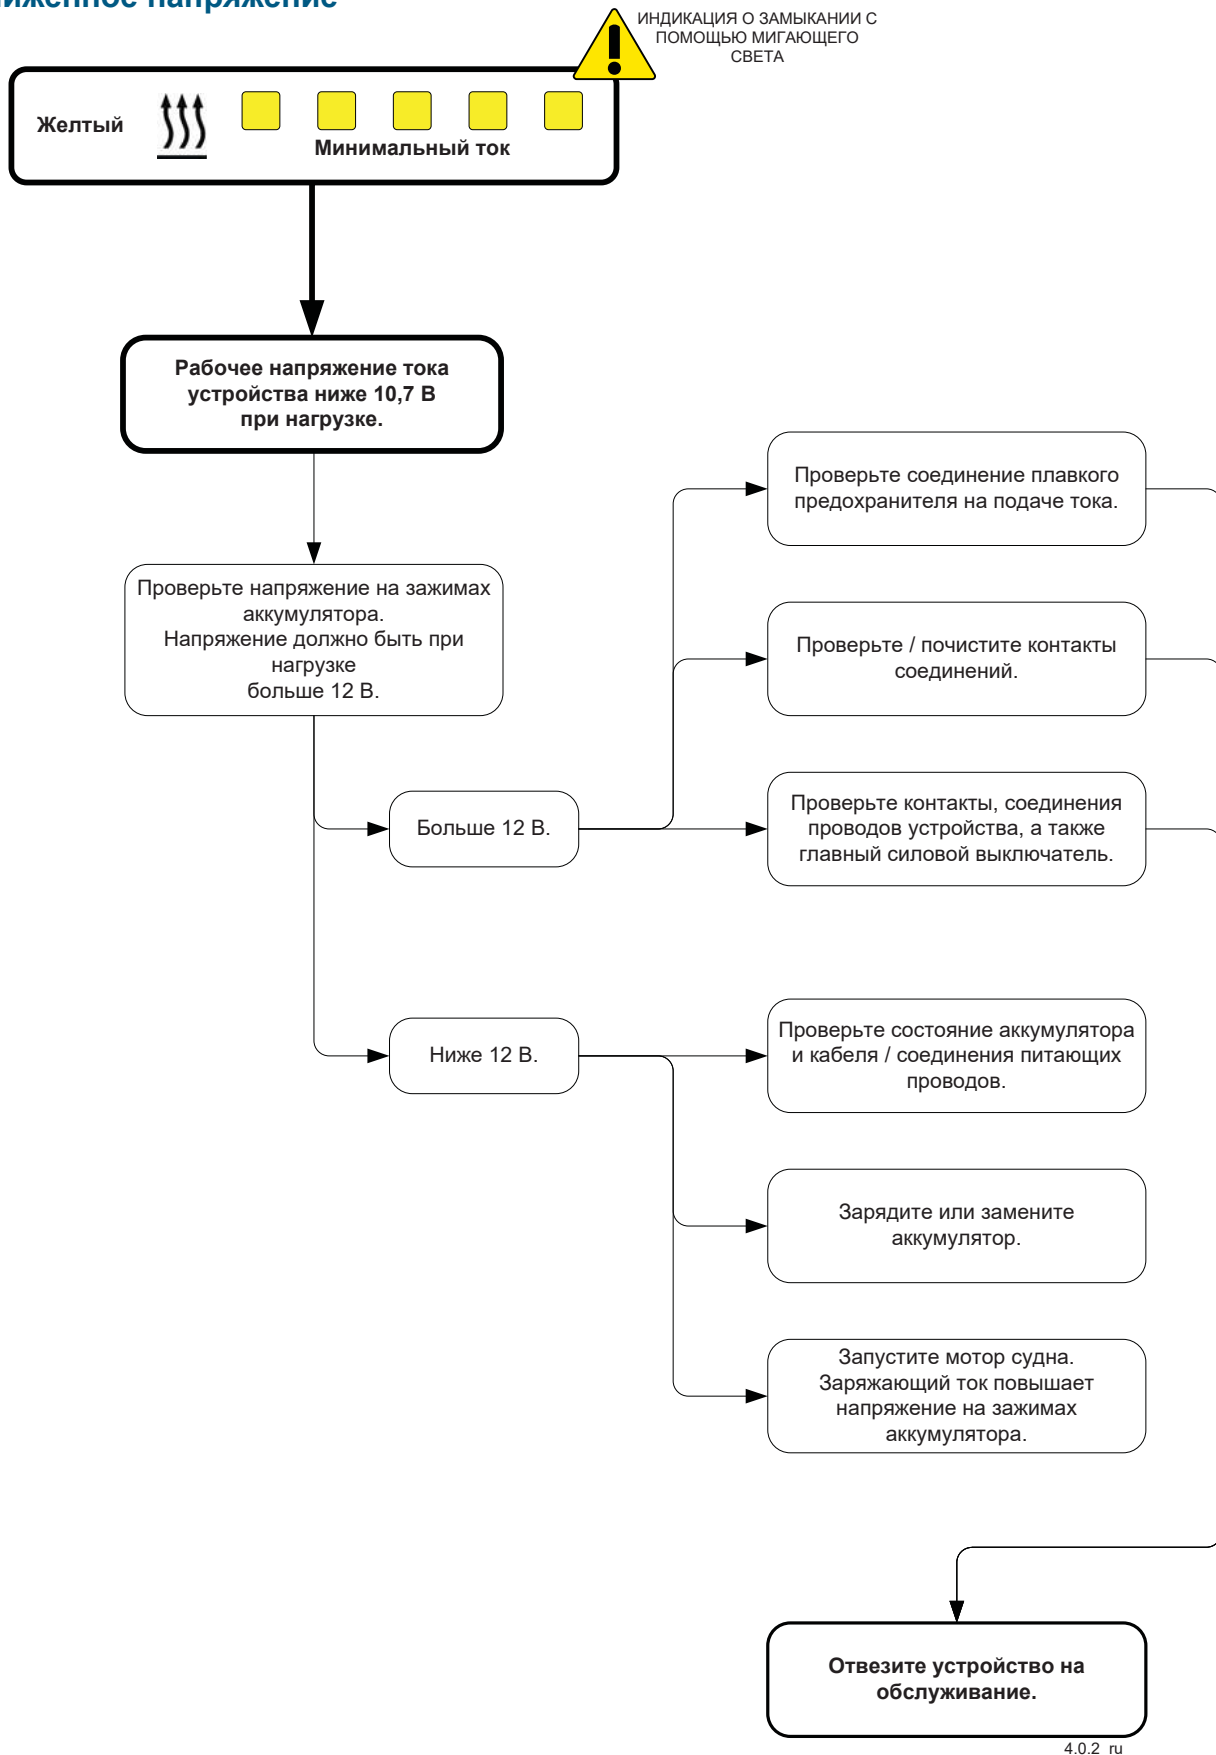 иженное напряжение
ИНДИКАЦИЯ О ЗАМЫКАНИИ С
ПОМОЩЬЮ МИГАЮЩЕГО
СВЕТА
Желтый
Минимальный ток
Рабочее напряжение тока
устройства ниже 10,7 В
при нагрузке.
Проверьте соединение плавкого
предохранителя на подаче тока.
Проверьте напряжение на зажимах
аккумулятора.
Напряжение должно быть при
нагрузке
больше 12 В.
Проверьте / почистите контакты
соединений.
Больше 12 В.
Проверьте контакты, соединения
проводов устройства, а также
главный силовой выключатель.
Ниже 12 В.
Проверьте состояние аккумулятора
и кабеля / соединения питающих
проводов.
Зарядите или замените
аккумулятор.
Запустите мотор судна.
Заряжающий ток повышает
напряжение на зажимах
аккумулятора.
Отвезите устройство на
обслуживание.
4.0.2_ru